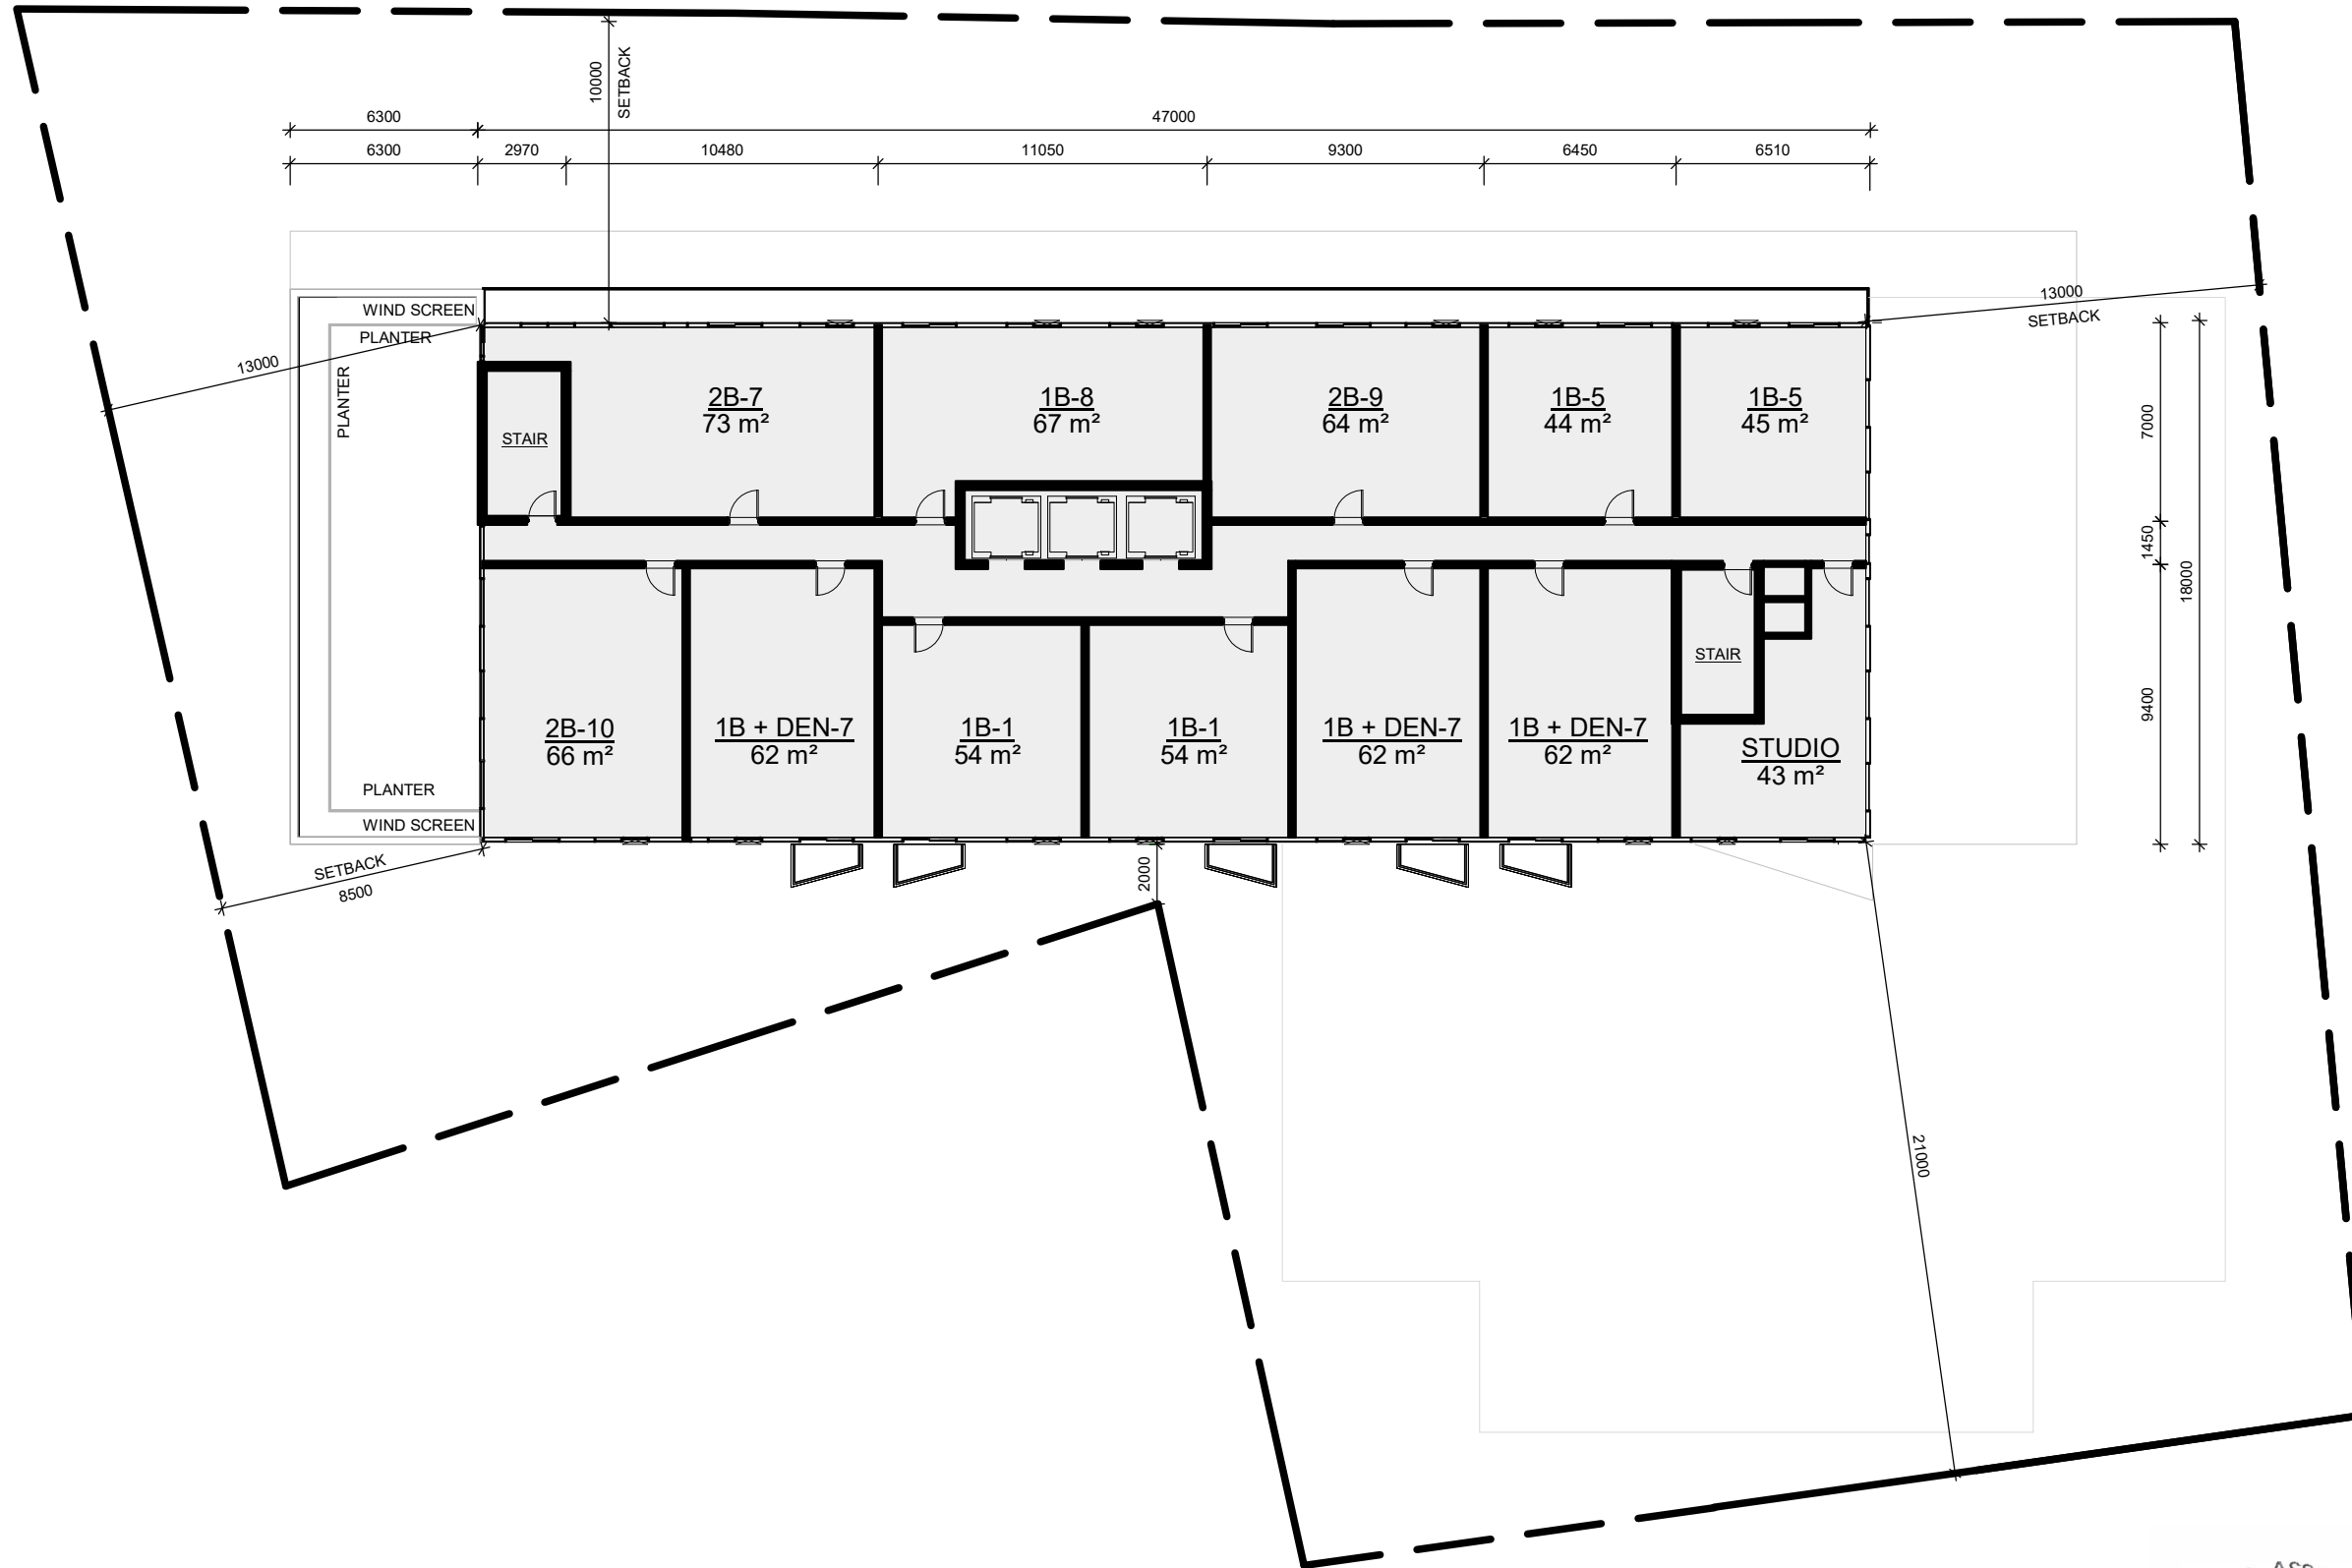 10000
SETBACK
6300
47000
6300
2970
10480
11050
9300
6450
6510
13000
SETBACK
WIND SCREEN
PLANTER
PLANTER
13000
STAIR
2B-7
73 m²
1B-8
67 m²
2B-9
64 m²
1B-5
44 m²
1B-5
45 m²
7000
1450
18000
9400
2B-10
66 m²
1B + DEN-7
62 m²
1B-1
54 m²
1B-1
54 m²
1B + DEN-7
62 m²
1B + DEN-7
62 m²
STAIR
STUDIO
43 m²
PLANTER
WIND SCREEN
SETBACK
8500
2000
21000